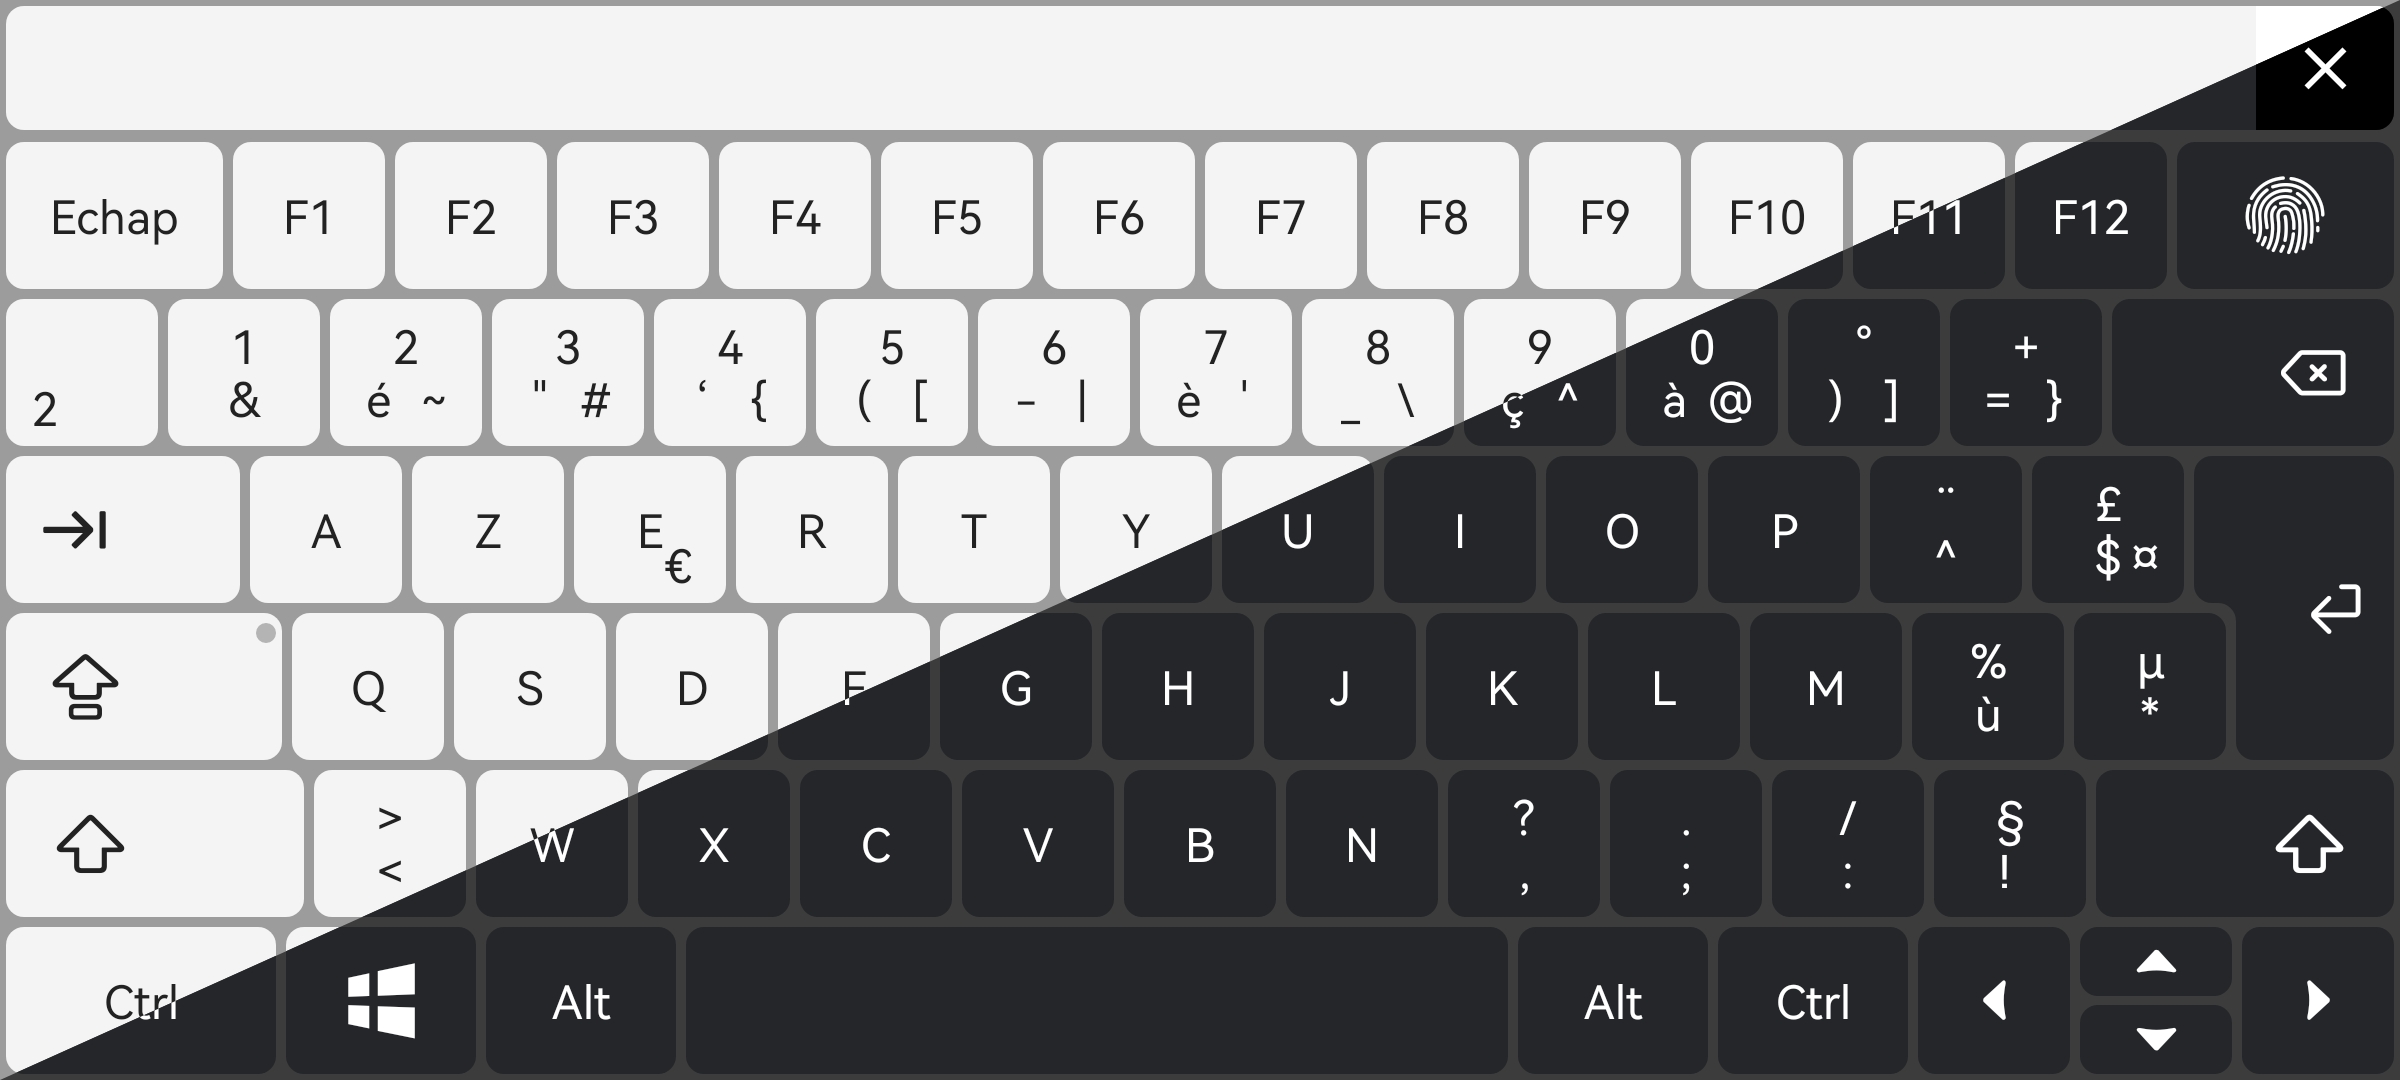 Echap F1 F2 F3 F4 F5 F6 F7 F8 F9 F10 F11 F12
1 2 3 4 5 6 7 8 9 0 ° +
2 & é ~ " # ‘ { ( [ - | è ' _ \ ç ^ à @ ) ] = }
A Z E € R T Y U I O P ¨ ^ £ $ ¤
Q S D F G H J K L M % ù µ *
> < W X C V B N ? , . ; / : § !
Ctrl Alt Alt Ctrl